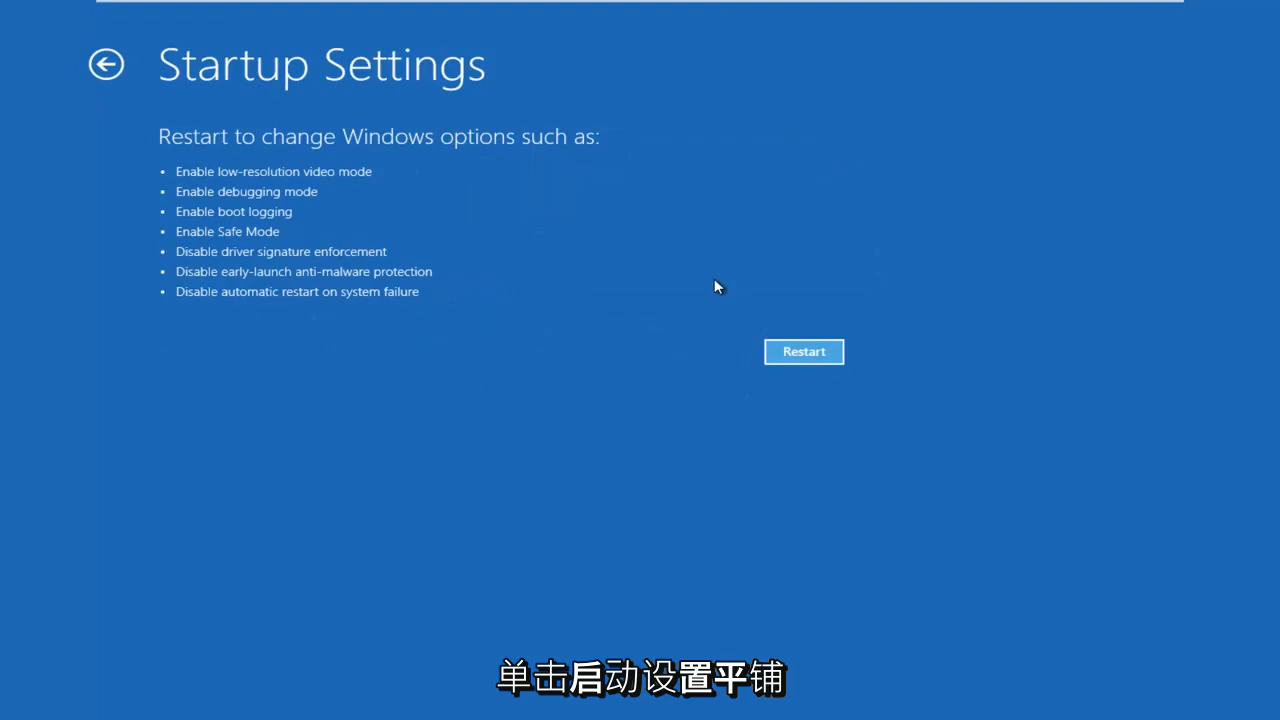 Startup Settings
Restart to change Windows options such as:
• Enable low-resolution video mode
• Enable debugging mode
• Enable boot logging
• Enable Safe Mode
• Disable driver signature enforcement
• Disable early-launch anti-malware protection
• Disable automatic restart on system failure
Restart
单击启动设置平铺